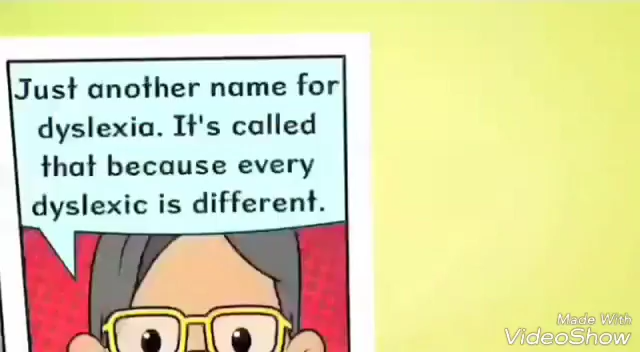 Just another name for
dyslexia. It's called
that because every
dyslexic is different.
Made With
VideoShow